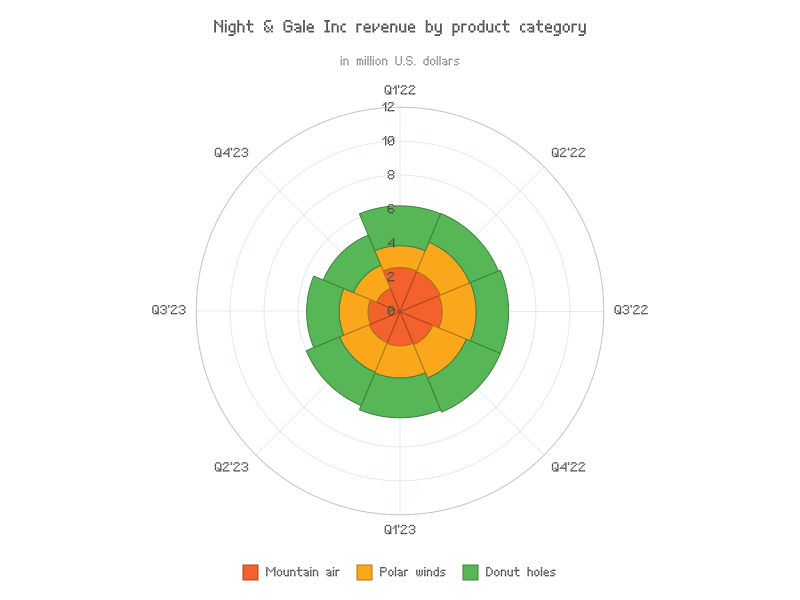 Night & Gale Inc revenue by product category
in million U.S. dollars
Q1'22
12
Q4'23
10
Q2'22
8
6
4
2
Q3'23
0
Q3'22
Q2'23
Q4'22
Q1'23
Mountain air
Polar winds
Donut holes